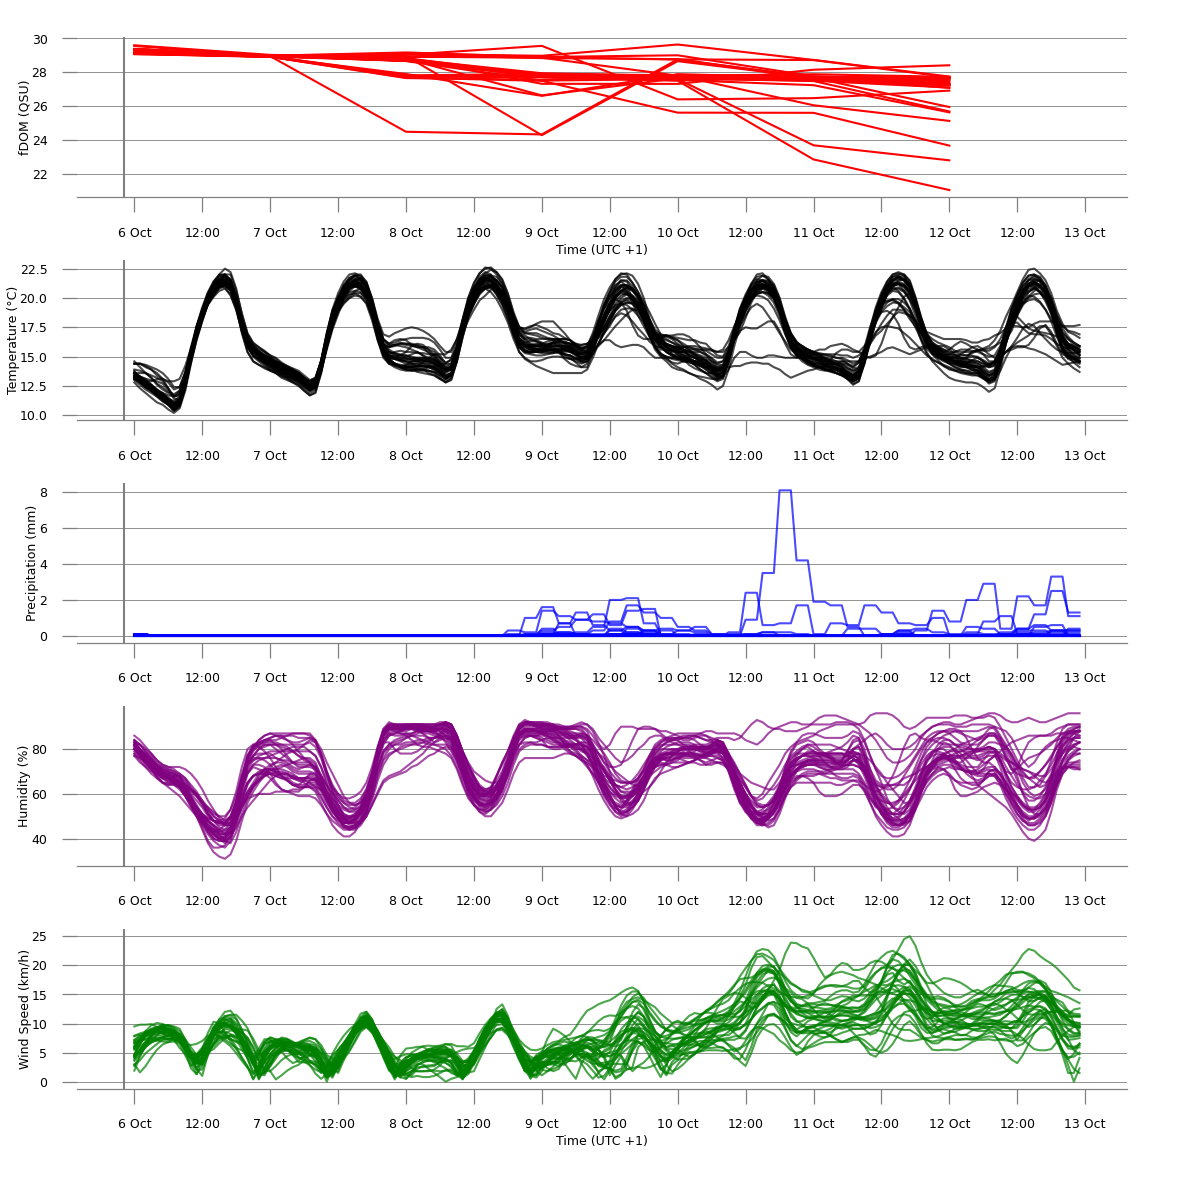 30
28
26
24
22
fDOM (QSU)
6 Oct 12:00 7 Oct 12:00 8 Oct 12:00 9 Oct 12:00 10 Oct 12:00 11 Oct 12:00 12 Oct 12:00 13 Oct
Time (UTC +1)
22.5
20.0
17.5
15.0
12.5
10.0
Temperature (°C)
6 Oct 12:00 7 Oct 12:00 8 Oct 12:00 9 Oct 12:00 10 Oct 12:00 11 Oct 12:00 12 Oct 12:00 13 Oct
8
6
4
2
0
Precipitation (mm)
6 Oct 12:00 7 Oct 12:00 8 Oct 12:00 9 Oct 12:00 10 Oct 12:00 11 Oct 12:00 12 Oct 12:00 13 Oct
80
60
40
Humidity (%)
6 Oct 12:00 7 Oct 12:00 8 Oct 12:00 9 Oct 12:00 10 Oct 12:00 11 Oct 12:00 12 Oct 12:00 13 Oct
25
20
15
10
5
0
Wind Speed (km/h)
6 Oct 12:00 7 Oct 12:00 8 Oct 12:00 9 Oct 12:00 10 Oct 12:00 11 Oct 12:00 12 Oct 12:00 13 Oct
Time (UTC +1)